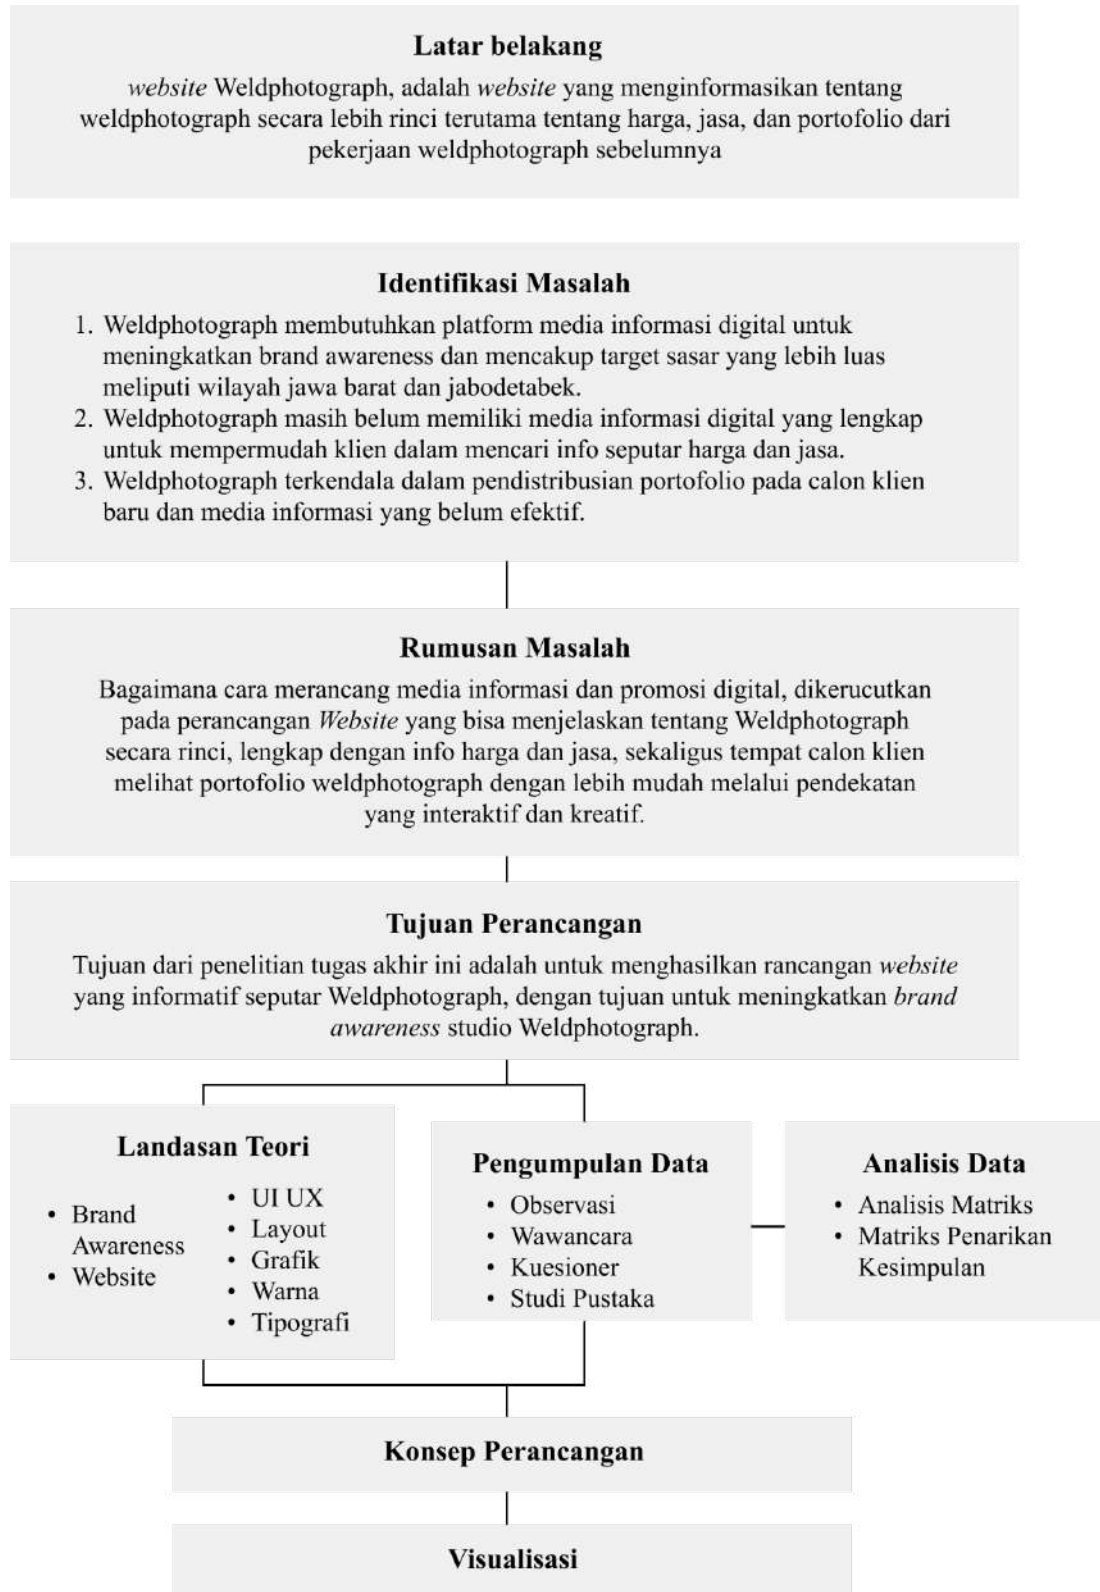 Latar belakang
website Weldphotograph, adalah website yang menginformasikan tentang
weldphotograph secara lebih rinci terutama tentang harga, jasa, dan portofolio dari
pekerjaan weldphotograph sebelumnya
Identifikasi Masalah
1. Weldphotograph membutuhkan platform media informasi digital untuk
meningkatkan brand awareness dan mencakup target sasar yang lebih luas
meliputi wilayah jawa barat dan jabodetabek.
2. Weldphotograph masih belum memiliki media informasi digital yang lengkap
untuk mempermudah klien dalam mencari info seputar harga dan jasa.
3. Weldphotograph terkendala dalam pendistribusian portofolio pada calon klien
baru dan media informasi yang belum efektif.
Rumusan Masalah
Bagaimana cara merancang media informasi dan promosi digital, dikerucutkan
pada perancangan Website yang bisa menjelaskan tentang Weldphotograph
secara rinci, lengkap dengan info harga dan jasa, sekaligus tempat calon klien
melihat portofolio weldphotograph dengan lebih mudah melalui pendekatan
yang interaktif dan kreatif.
Tujuan Perancangan
Tujuan dari penelitian tugas akhir ini adalah untuk menghasilkan rancangan website
yang informatif seputar Weldphotograph, dengan tujuan untuk meningkatkan brand
awareness studio Weldphotograph.
Landasan Teori
• Brand
Awareness
• Website
• UI UX
• Layout
• Grafik
• Warna
• Tipografi
Pengumpulan Data
• Observasi
• Wawancara
• Kuesioner
• Studi Pustaka
Analisis Data
• Analisis Matriks
• Matriks Penarikan
Kesimpulan
Konsep Perancangan
Visualisasi